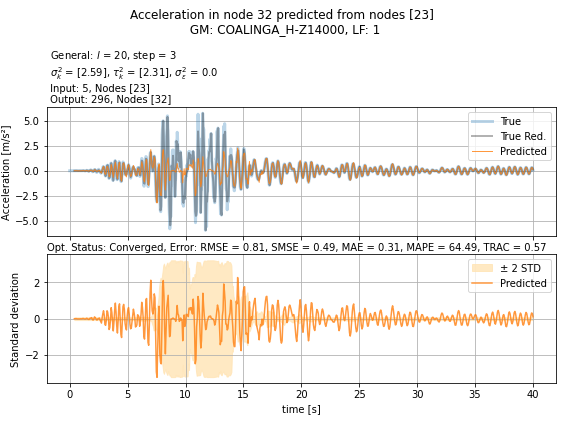 Acceleration in node 32 predicted from nodes [23]
GM: COALINGA_H-Z14000, LF: 1
General: l = 20, step = 3
σ²ₖ = [2.59], τ²ₖ = [2.31], σ²ε = 0.0
Input: 5, Nodes [23]
Output: 296, Nodes [32]
Acceleration [m/s²]
5.0
2.5
0.0
−2.5
−5.0
True
True Red.
Predicted
Opt. Status: Converged, Error: RMSE = 0.81, SMSE = 0.49, MAE = 0.31, MAPE = 64.49, TRAC = 0.57
Standard deviation
2
0
−2
± 2 STD
Predicted
0 5 10 15 20 25 30 35 40
time [s]